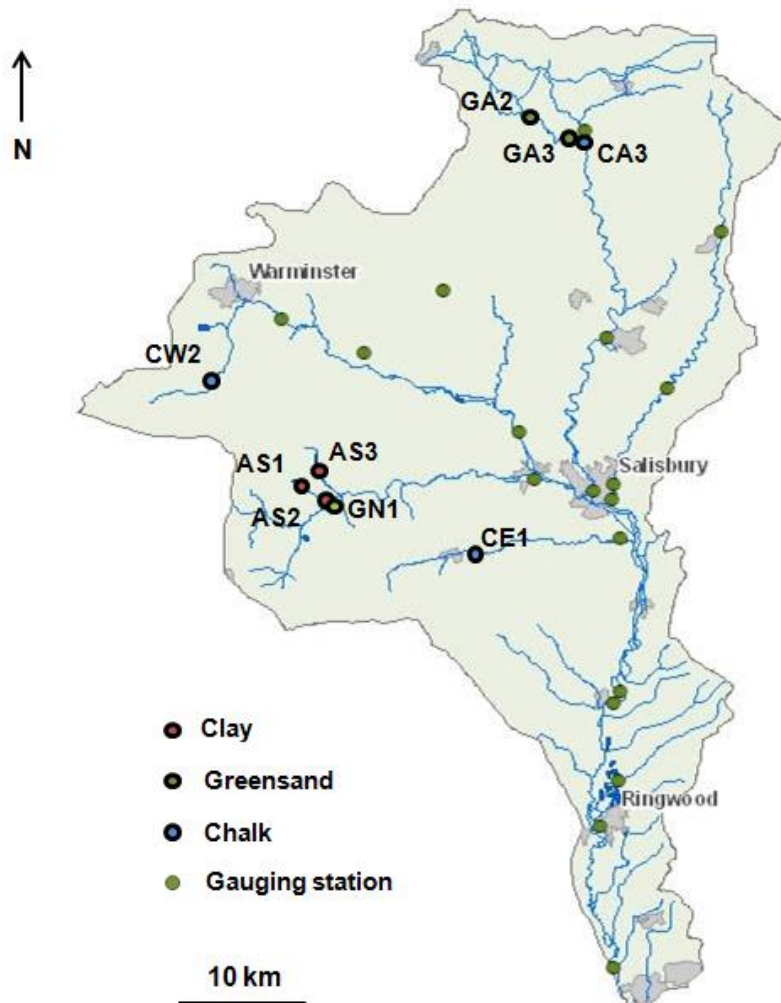 GA2
N
GA3
CA3
Warminster
CW2
AS3
AS1
Salisbury
AS2
GN1
CE1
Clay
Greensand
Ringwood
Chalk
Gauging station
10 km